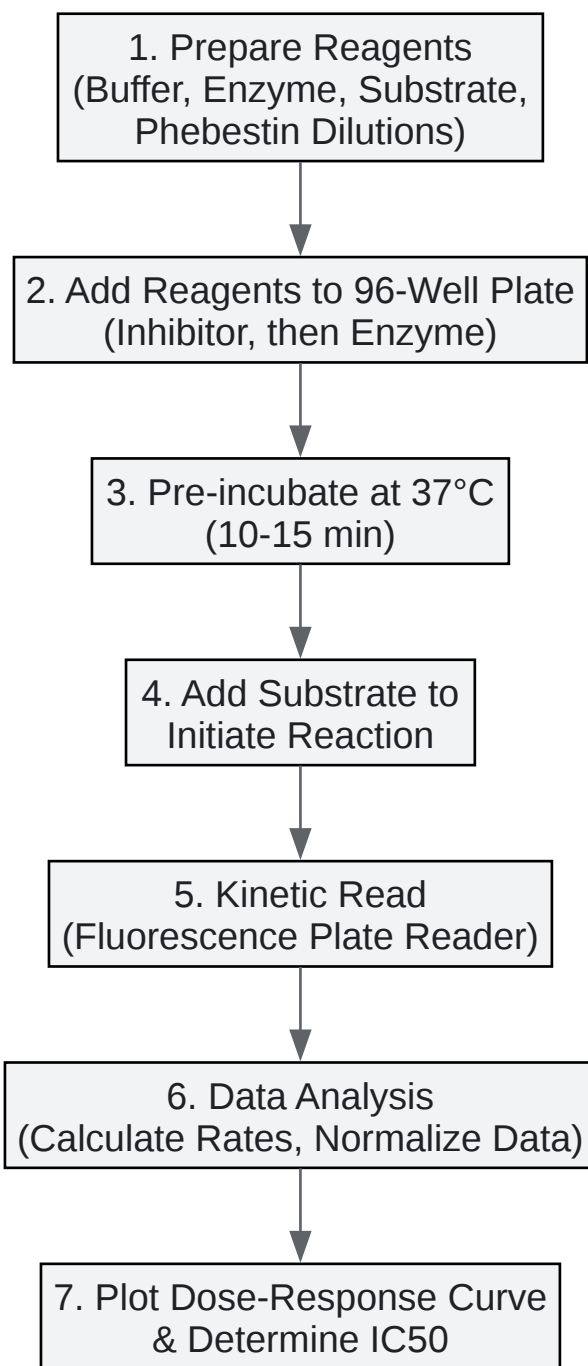 1. Prepare Reagents
(Buffer, Enzyme, Substrate,
Phebestin Dilutions)
2. Add Reagents to 96-Well Plate
(Inhibitor, then Enzyme)
3. Pre-incubate at 37°C
(10-15 min)
4. Add Substrate to
Initiate Reaction
5. Kinetic Read
(Fluorescence Plate Reader)
6. Data Analysis
(Calculate Rates, Normalize Data)
7. Plot Dose-Response Curve
& Determine IC50